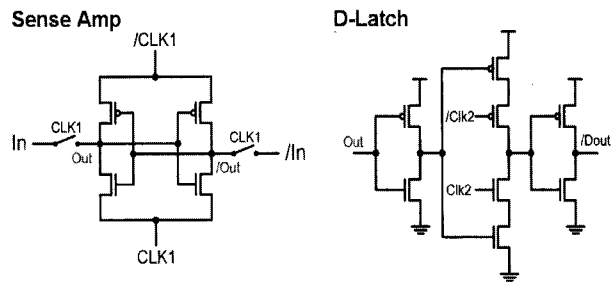 Sense Amp
/CLK1
In
CLK1
Out
/Out
CLK1
/In
CLK1
D-Latch
Out
/Clk2
Clk2
/Dout